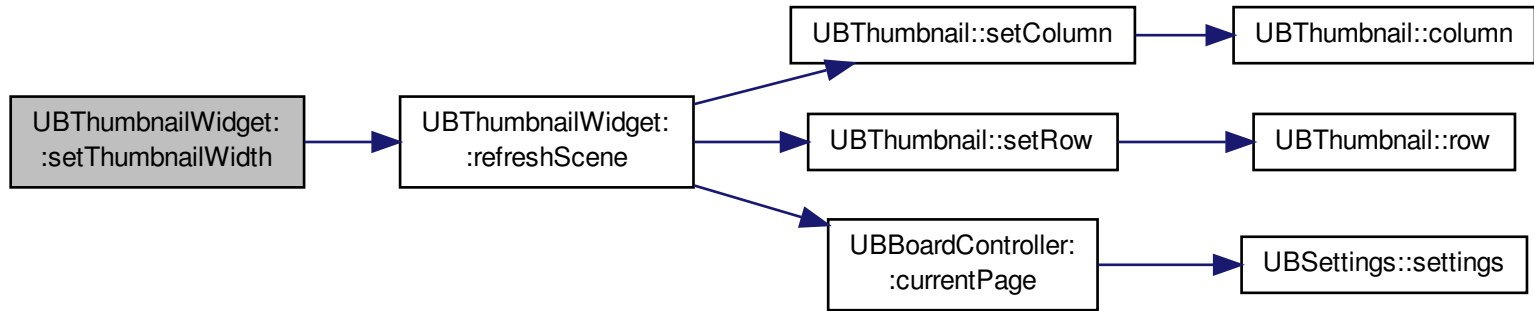 UBThumbnailWidget:
:setThumbnailWidth
UBThumbnailWidget:
:refreshScene
UBThumbnail::setColumn
UBThumbnail::column
UBThumbnail::setRow
UBThumbnail::row
UBBoardController:
:currentPage
UBSettings::settings